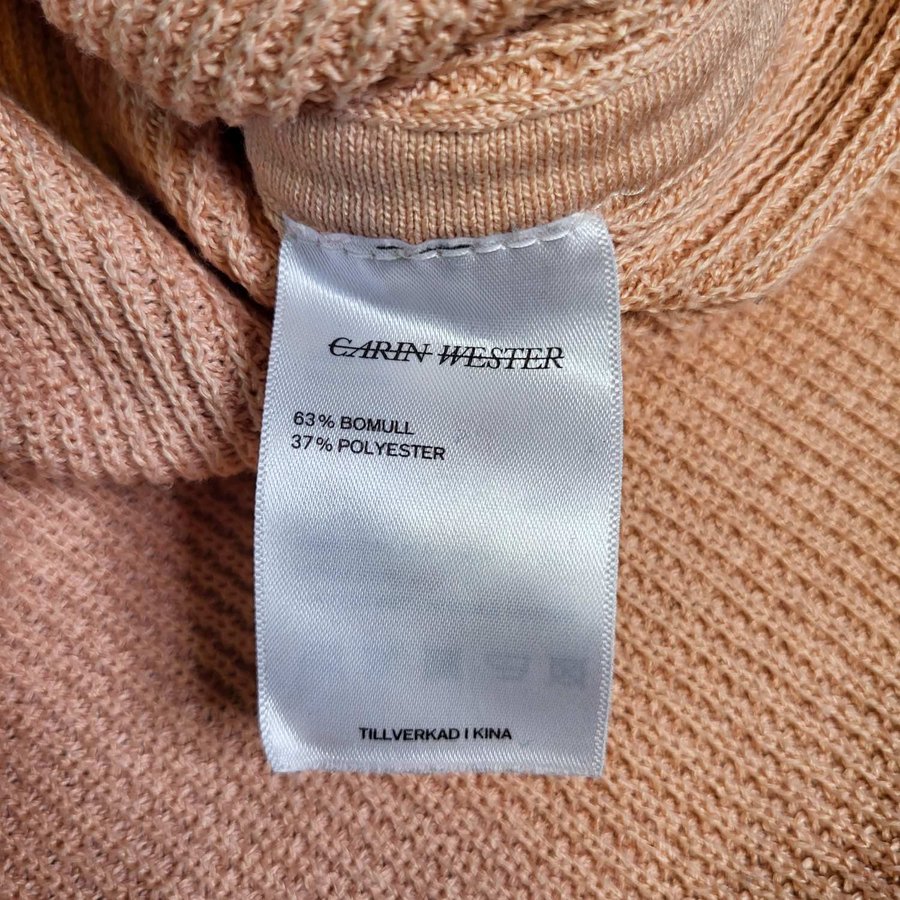 CARIN WESTER
63% BOMULL
37% POLYESTER
TILLVERKAD I KINA